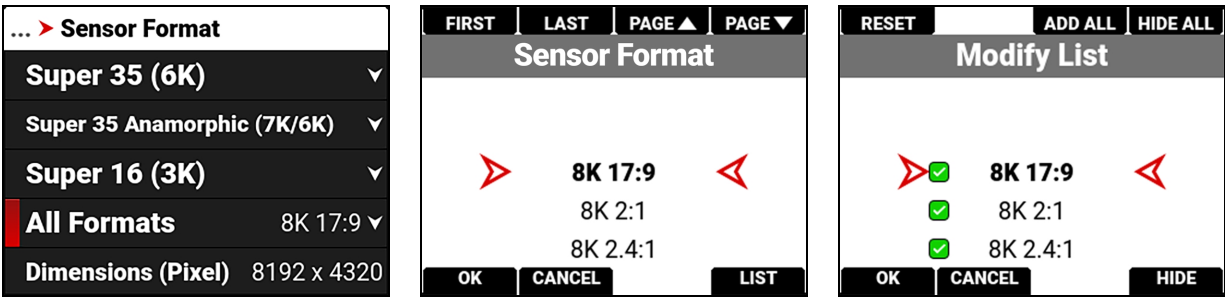 ... Sensor Format
Super 35 (6K)
Super 35 Anamorphic (7K/6K)
Super 16 (3K)
All Formats 8K 17:9
Dimensions (Pixel) 8192 x 4320
FIRST LAST PAGE▲ PAGE▼
Sensor Format
8K 17:9
8K 2:1
8K 2.4:1
OK CANCEL LIST
RESET ADD ALL HIDE ALL
Modify List
8K 17:9
8K 2:1
8K 2.4:1
OK CANCEL HIDE